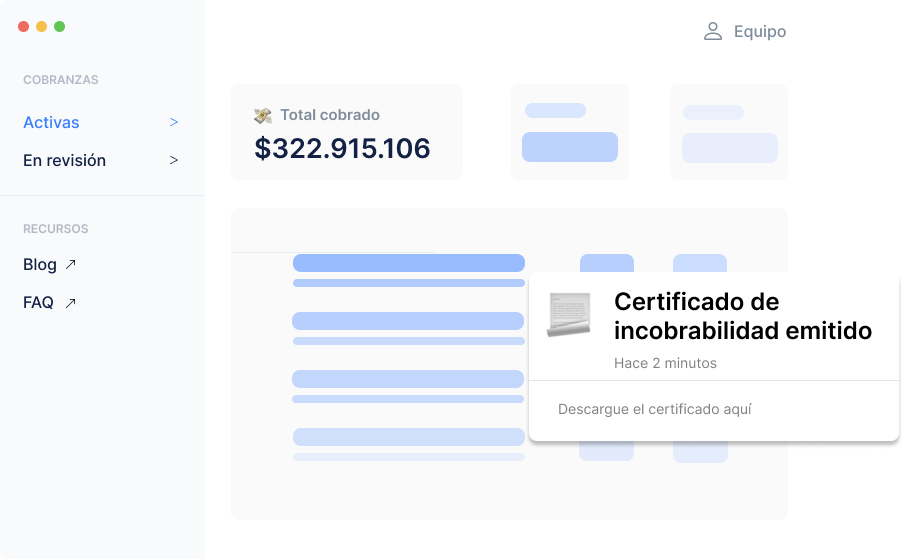 Equipo
COBRANZAS
Activas >
En revisión >
RECURSOS
Blog ↗
FAQ ↗
Total cobrado
$322.915.106
Certificado de
incobrabilidad emitido
Hace 2 minutos
Descargue el certificado aquí